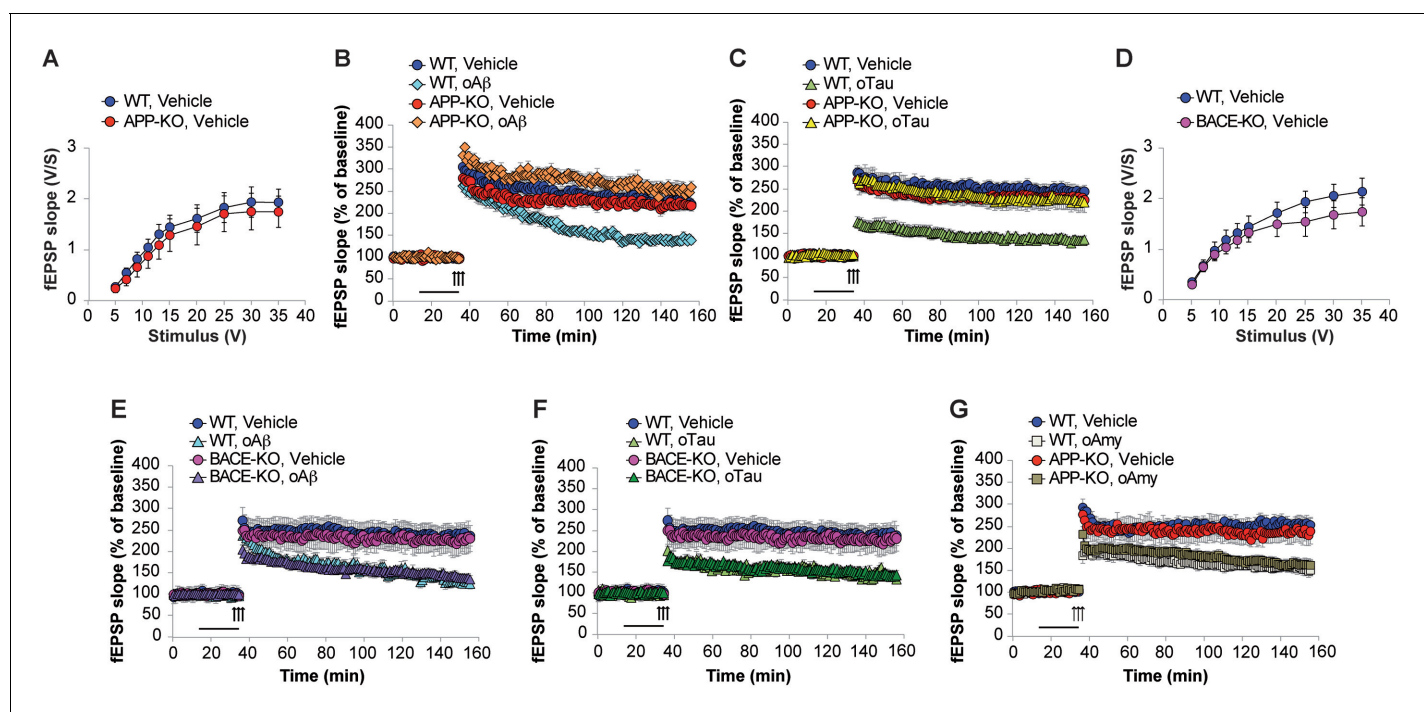 A
WT, Vehicle
APP-KO, Vehicle
fEPSP slope (V/S)
3
2
1
0
0 5 10 15 20 25 30 35 40
Stimulus (V)
B
WT, Vehicle
WT, oAβ
APP-KO, Vehicle
APP-KO, oAβ
fEPSP slope (% of baseline)
400
350
300
250
200
150
100
50
0
0 20 40 60 80 100 120 140 160
Time (min)
C
WT, Vehicle
WT, oTau
APP-KO, Vehicle
APP-KO, oTau
fEPSP slope (% of baseline)
400
350
300
250
200
150
100
50
0
0 20 40 60 80 100 120 140 160
Time (min)
D
WT, Vehicle
BACE-KO, Vehicle
fEPSP slope (V/S)
3
2
1
0
0 5 10 15 20 25 30 35 40
Stimulus (V)
E
WT, Vehicle
WT, oAβ
BACE-KO, Vehicle
BACE-KO, oAβ
fEPSP slope (% of baseline)
400
350
300
250
200
150
100
50
0
0 20 40 60 80 100 120 140 160
Time (min)
F
WT, Vehicle
WT, oTau
BACE-KO, Vehicle
BACE-KO, oTau
fEPSP slope (% of baseline)
400
350
300
250
200
150
100
50
0
0 20 40 60 80 100 120 140 160
Time (min)
G
WT, Vehicle
WT, oAmy
APP-KO, Vehicle
APP-KO, oAmy
fEPSP slope (% of baseline)
400
350
300
250
200
150
100
50
0
0 20 40 60 80 100 120 140 160
Time (min)